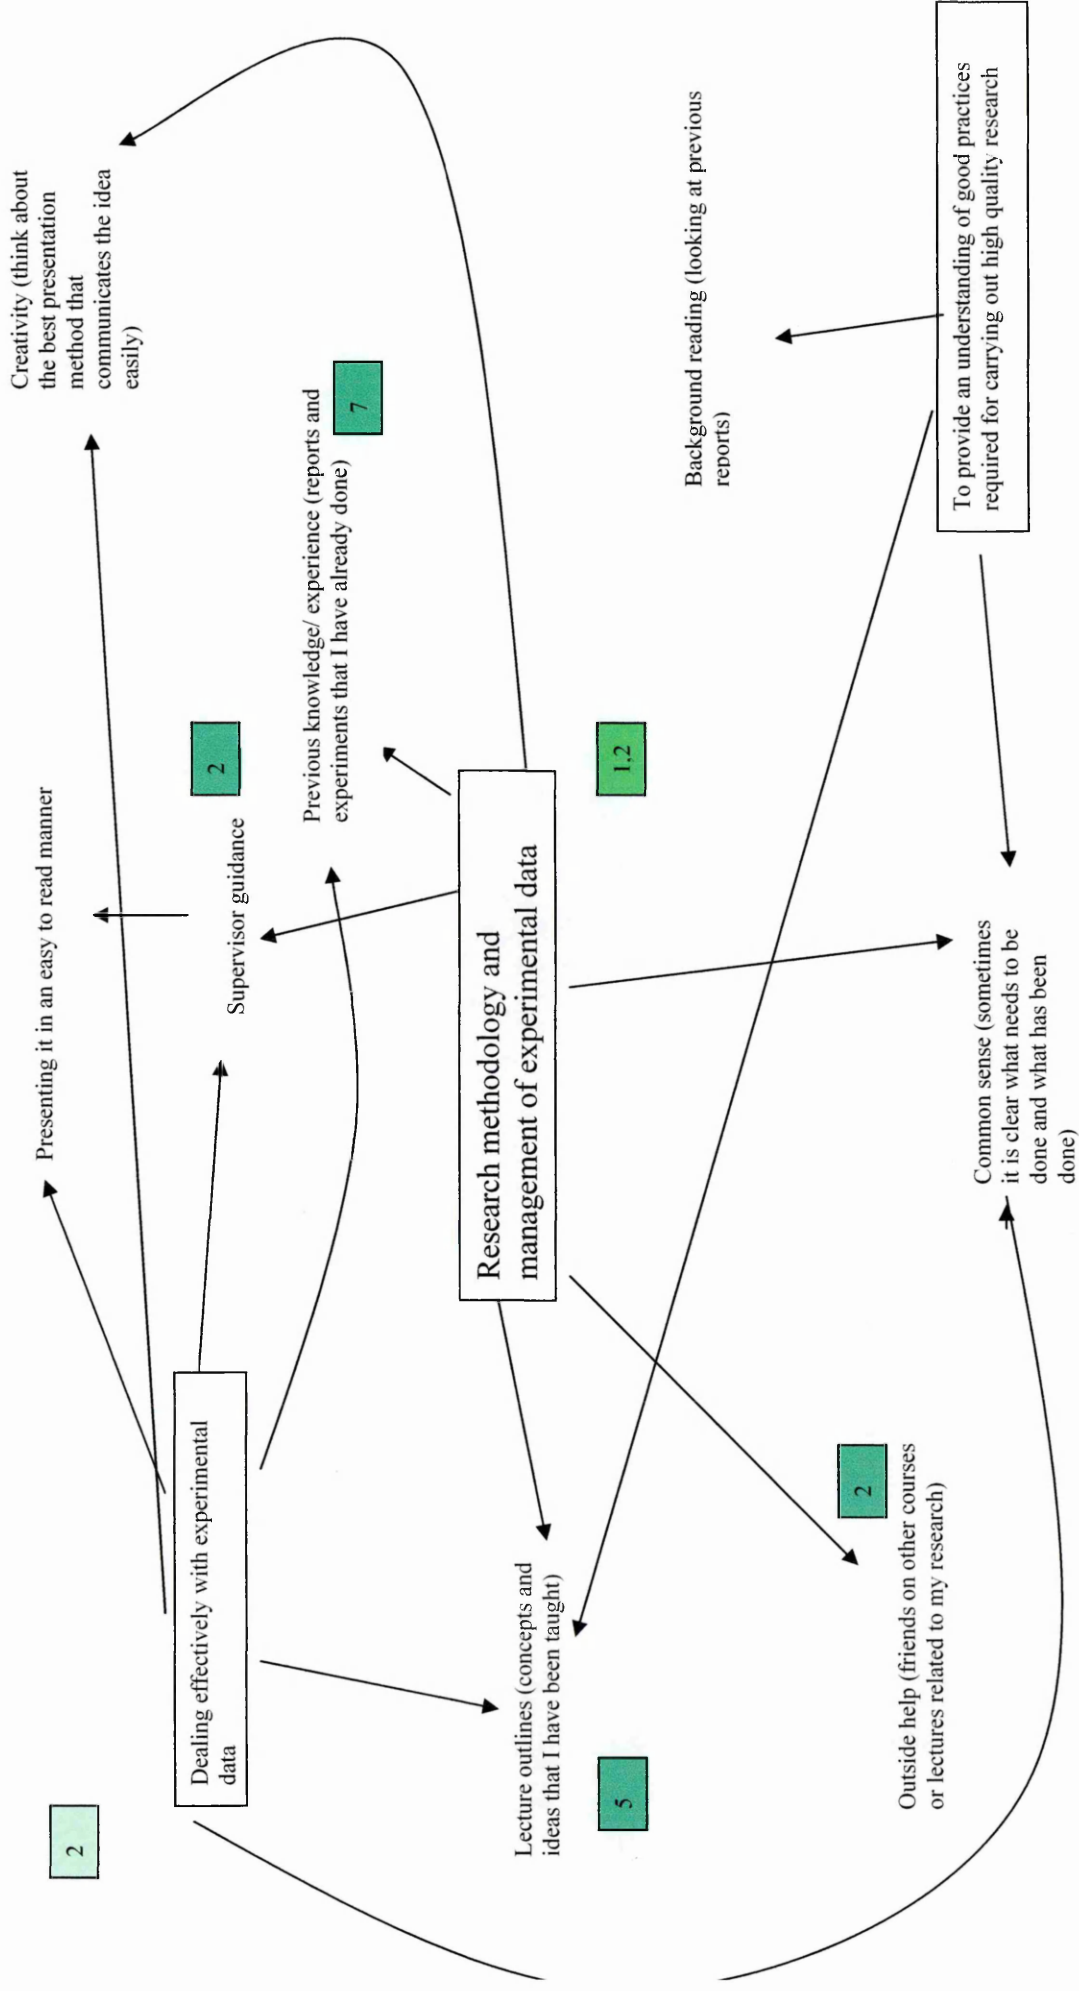 2
Dealing effectively with experimental
data
Presenting it in an easy to read manner
Creativity (think about
the best presentation
method that
communicates the idea
easily)
Supervisor guidance
2
Previous knowledge/ experience (reports and
experiments that I have already done)
7
Research methodology and
management of experimental data
1,2
Lecture outlines (concepts and
ideas that I have been taught)
5
Background reading (looking at previous
reports)
2
Outside help (friends on other courses
or lectures related to my research)
Common sense (sometimes
it is clear what needs to be
done and what has been
done)
To provide an understanding of good practices
required for carrying out high quality research